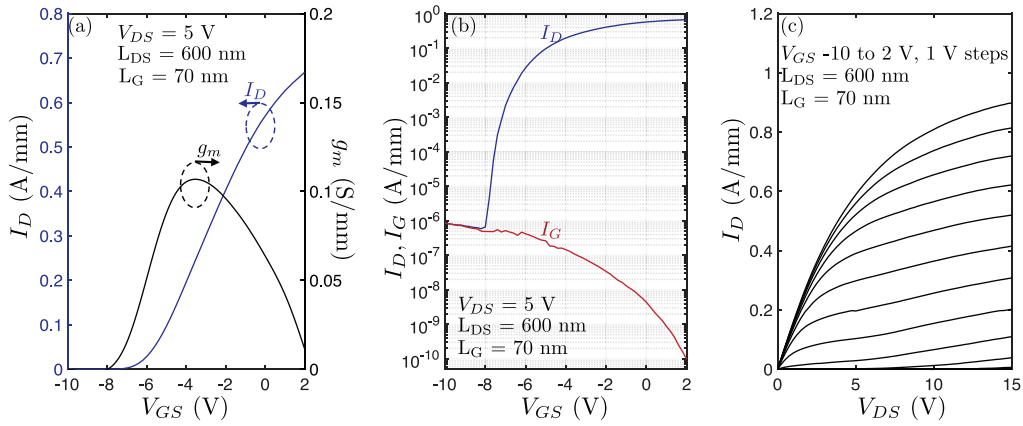 (a)
V_DS = 5 V
L_DS = 600 nm
L_G = 70 nm
I_D
g_m
0.8
0.7
0.6
0.5
0.4
0.3
0.2
0.1
0
I_D (A/mm)
0.2
0.15
0.1
0.05
0
g_m (S/mm)
-10 -8 -6 -4 -2 0 2
V_GS (V)
(b)
I_D
I_G
V_DS = 5 V
L_DS = 600 nm
L_G = 70 nm
10^0
10^-1
10^-2
10^-3
10^-4
10^-5
10^-6
10^-7
10^-8
10^-9
10^-10
I_D, I_G (A/mm)
-10 -8 -6 -4 -2 0 2
V_GS (V)
(c)
V_GS -10 to 2 V, 1 V steps
L_DS = 600 nm
L_G = 70 nm
1.2
1
0.8
0.6
0.4
0.2
0
I_D (A/mm)
0 5 10 15
V_DS (V)